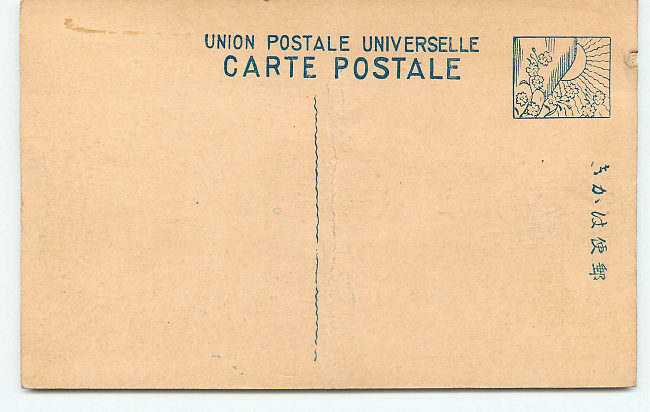 UNION POSTALE UNIVERSELLE
CARTE POSTALE
郵便はかき